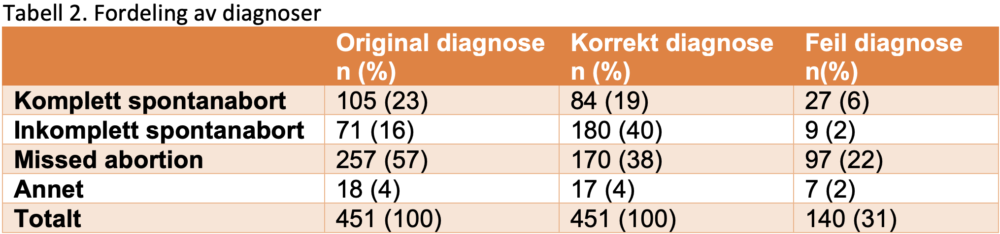 Tabell 2. Fordeling av diagnoser
Original diagnose Korrekt diagnose Feil diagnose
n (%) n (%) n(%)
Komplett spontanabort 105 (23) 84 (19) 27 (6)
Inkomplett spontanabort 71 (16) 180 (40) 9 (2)
Missed abortion 257 (57) 170 (38) 97 (22)
Annet 18 (4) 17 (4) 7 (2)
Totalt 451 (100) 451 (100) 140 (31)